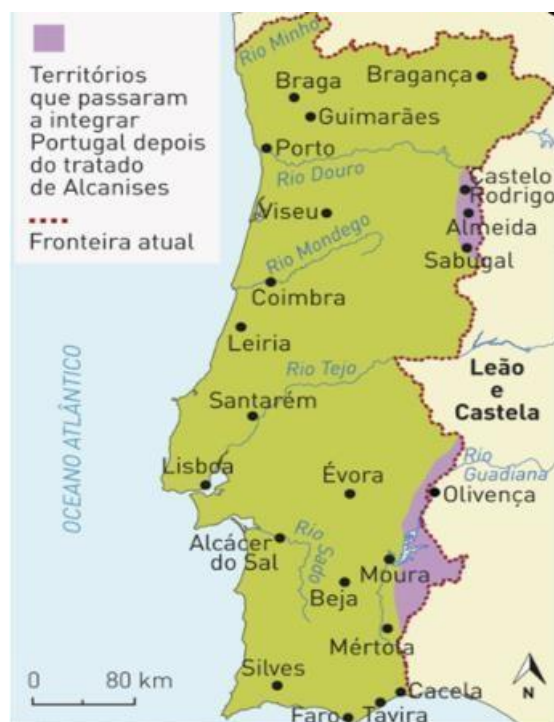 Territórios
que passaram
a integrar
Portugal depois
do tratado
de Alcanises
Fronteira atual
Rio Minho
Bragança
Braga
Guimarães
Porto
Rio Douro
Castelo
Rodrigo
Viseu
Almeida
Rio Mondego
Sabugal
Coimbra
Leiria
Rio Tejo
Leão
e
Castela
Santarém
OCEANO ATLÂNTICO
Lisboa
Évora
Rio
Guadiana
Olivença
Alcácer
do Sal
Rio
Sado
Moura
Beja
Mértola
Silves
Cacela
Faro
Tavira
0 80 km
N